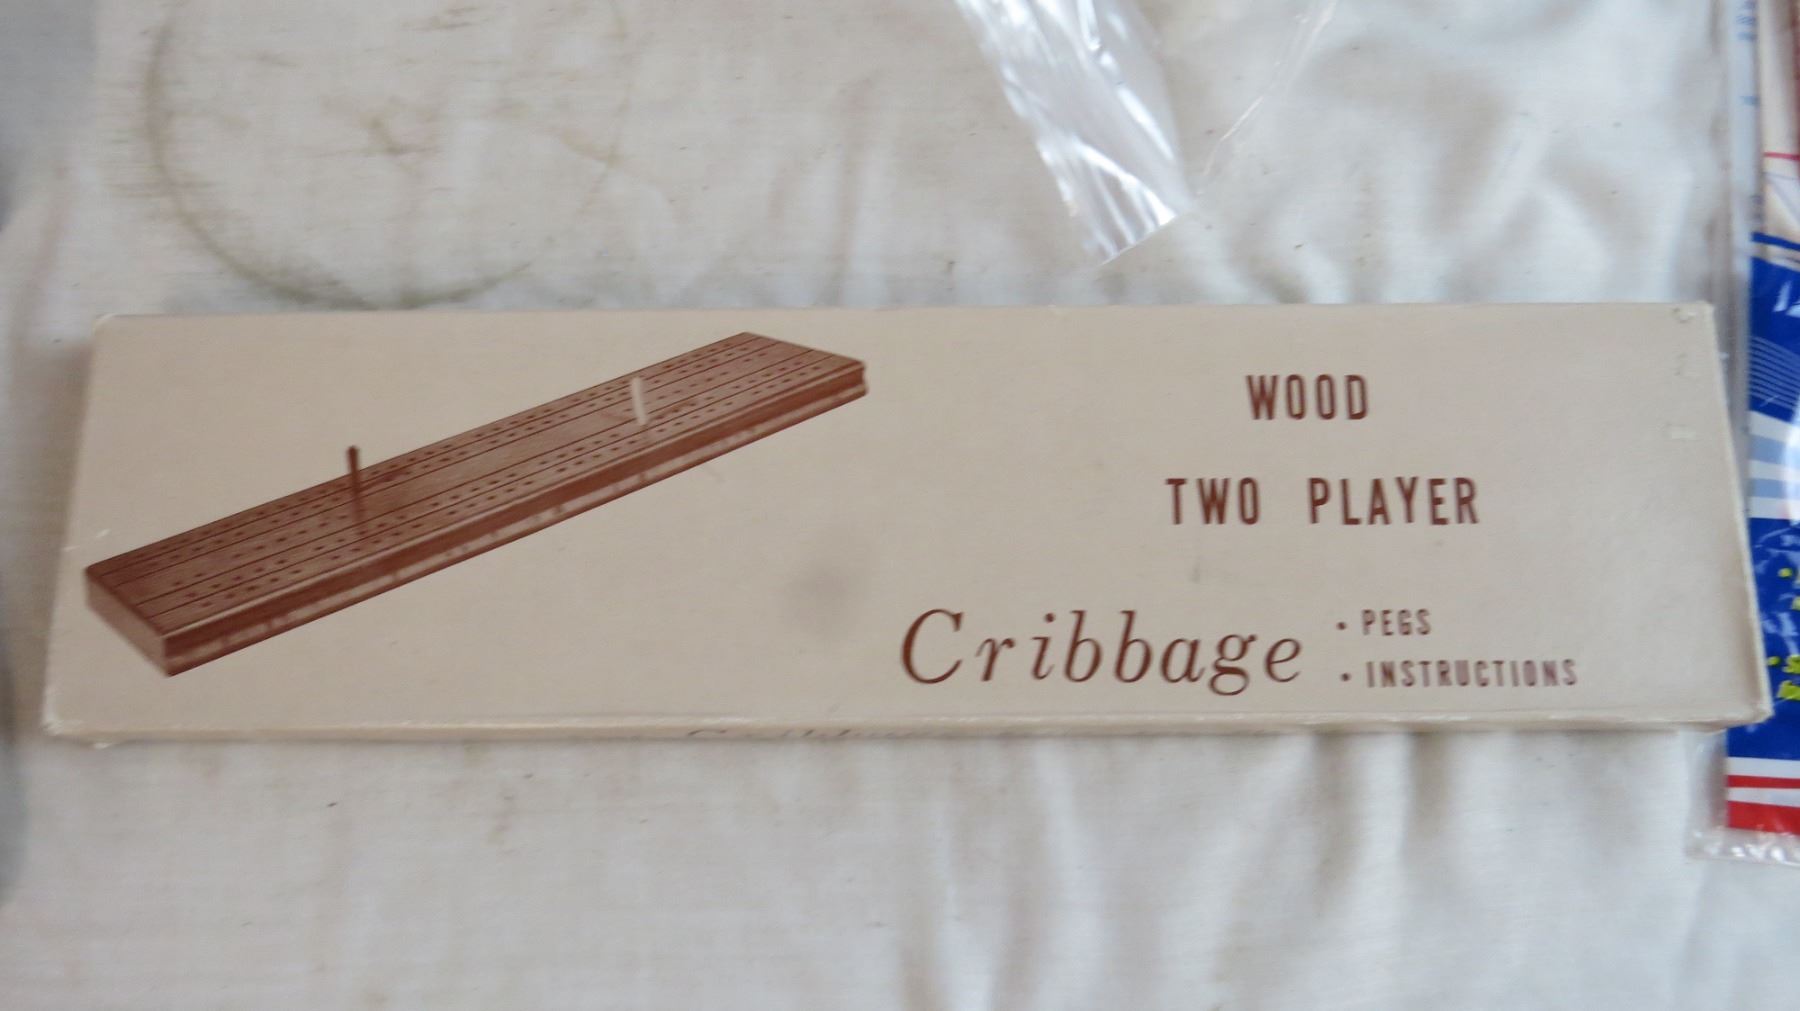 WOOD
TWO PLAYER
Cribbage
• PEGS
• INSTRUCTIONS